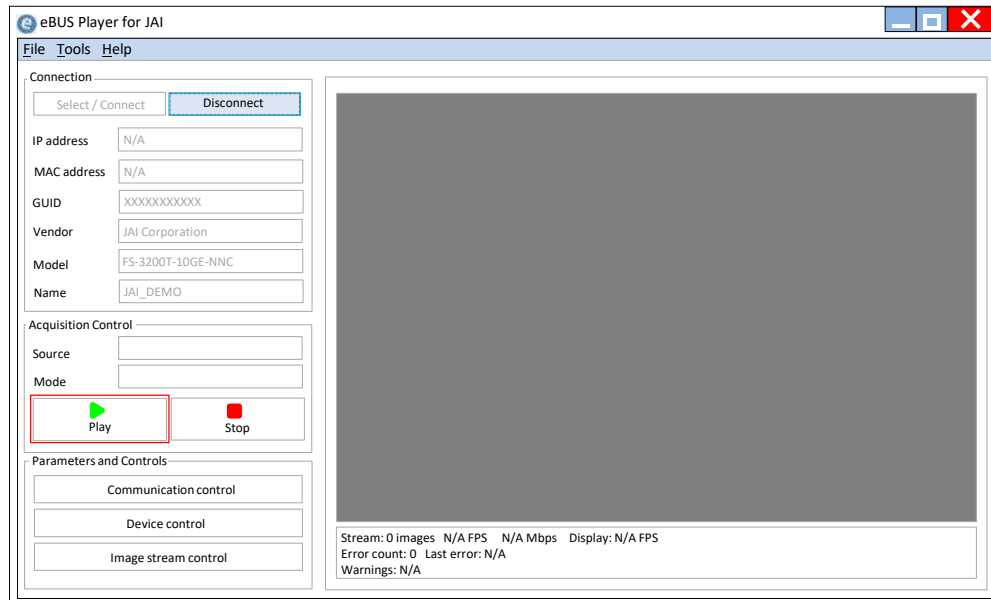 eBUS Player for JAI
File Tools Help
Connection
Select / Connect Disconnect
IP address N/A
MAC address N/A
GUID XXXXXXXXXXX
Vendor JAI Corporation
Model FS-3200T-10GE-NNC
Name JAI_DEMO
Acquisition Control
Source
Mode
Play Stop
Parameters and Controls
Communication control
Device control
Image stream control
Stream: 0 images N/A FPS N/A Mbps Display: N/A FPS
Error count: 0 Last error: N/A
Warnings: N/A